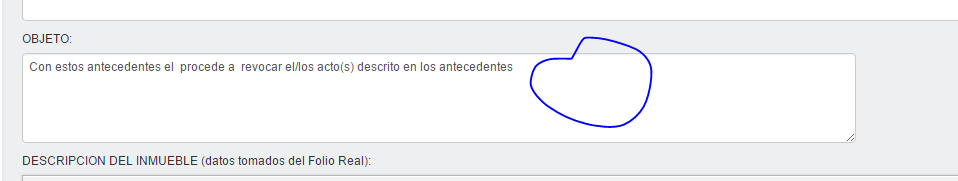 OBJETO:
Con estos antecedentes el  procede a  revocar el/los acto(s) descrito en los antecedentes
DESCRIPCION DEL INMUEBLE (datos tomados del Folio Real):